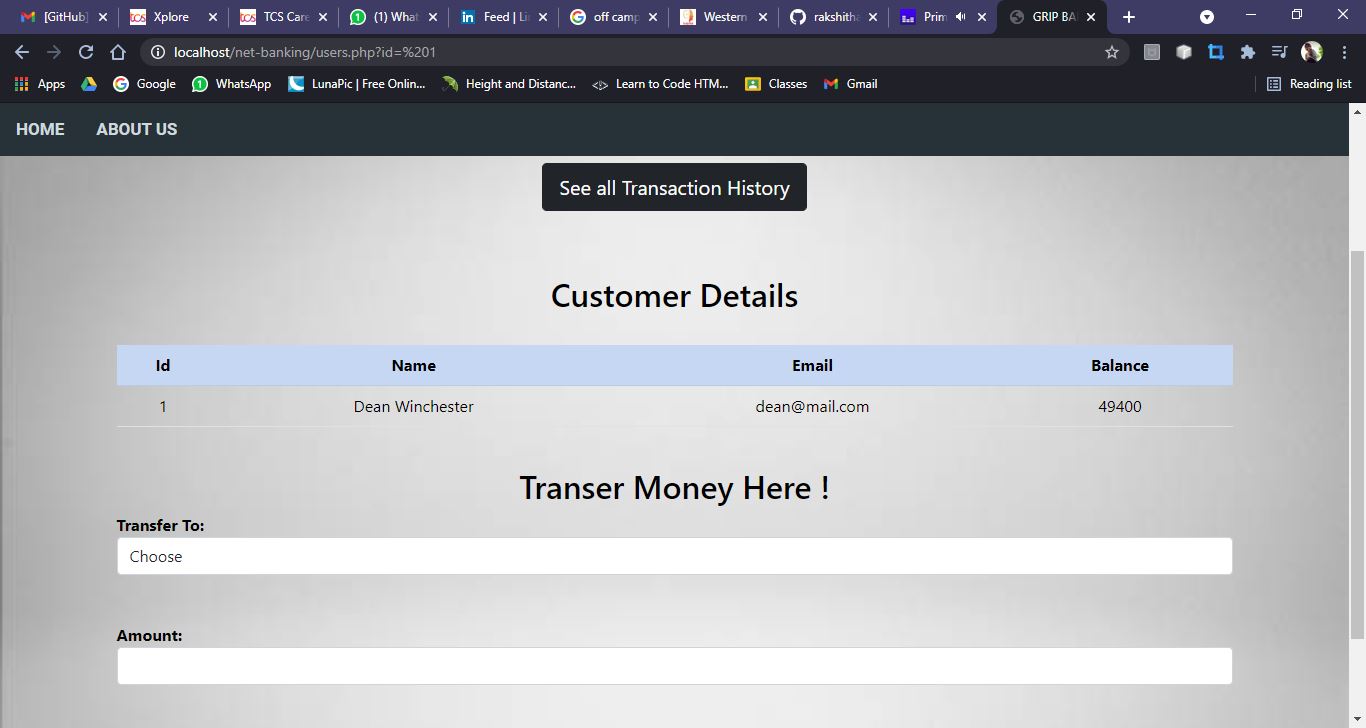 [GitHub] Xplore TCS Care (1) What Feed | Li off camp Western rakshitha Prim GRIP BA
localhost/net-banking/users.php?id=%201
Apps Google WhatsApp LunaPic | Free Onlin... Height and Distanc... Learn to Code HTM... Classes Gmail Reading list
HOME ABOUT US
See all Transaction History
Customer Details
Id Name Email Balance
1 Dean Winchester dean@mail.com 49400
Transer Money Here !
Transfer To:
Choose
Amount: